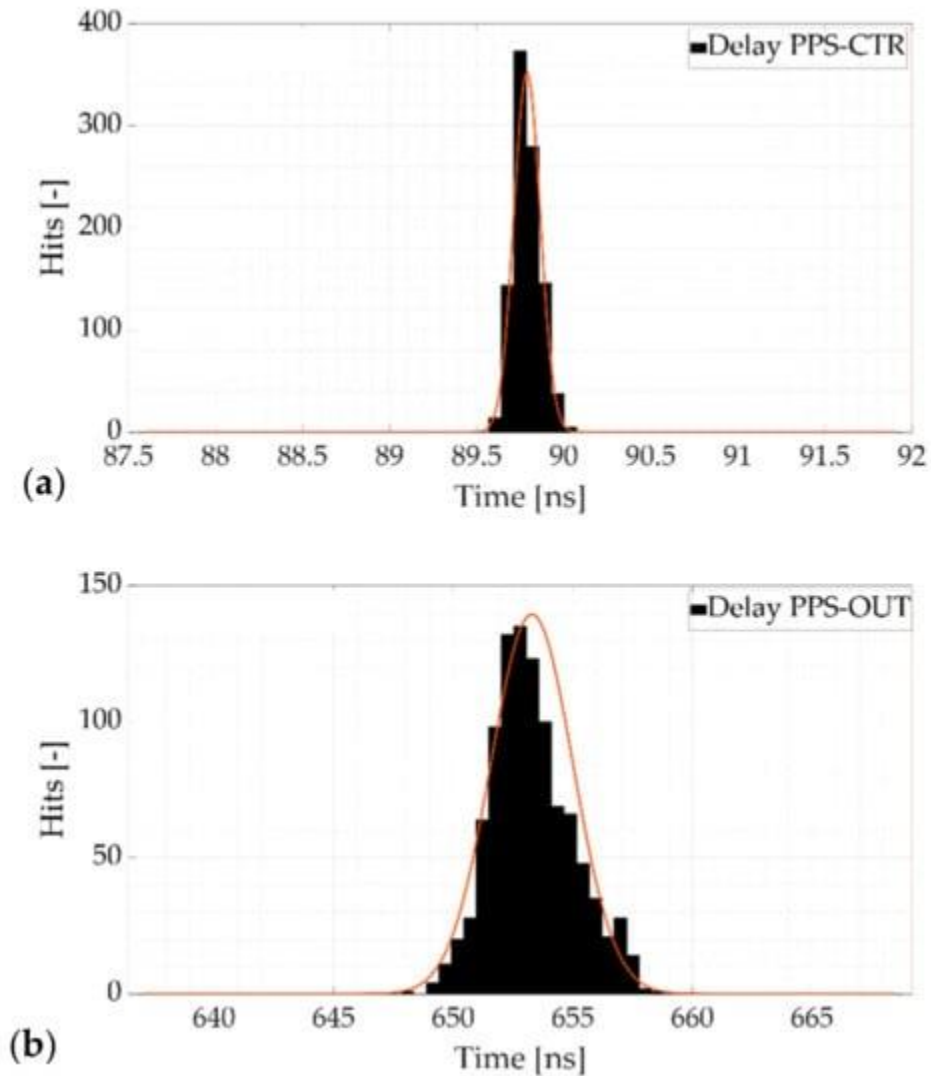 400
Delay PPS-CTR
300
200
100
0
Hits [-]
87.5 88 88.5 89 89.5 90 90.5 91 91.5 92
(a)
Time [ns]
150
Delay PPS-OUT
100
50
0
Hits [-]
640 645 650 655 660 665
(b)
Time [ns]